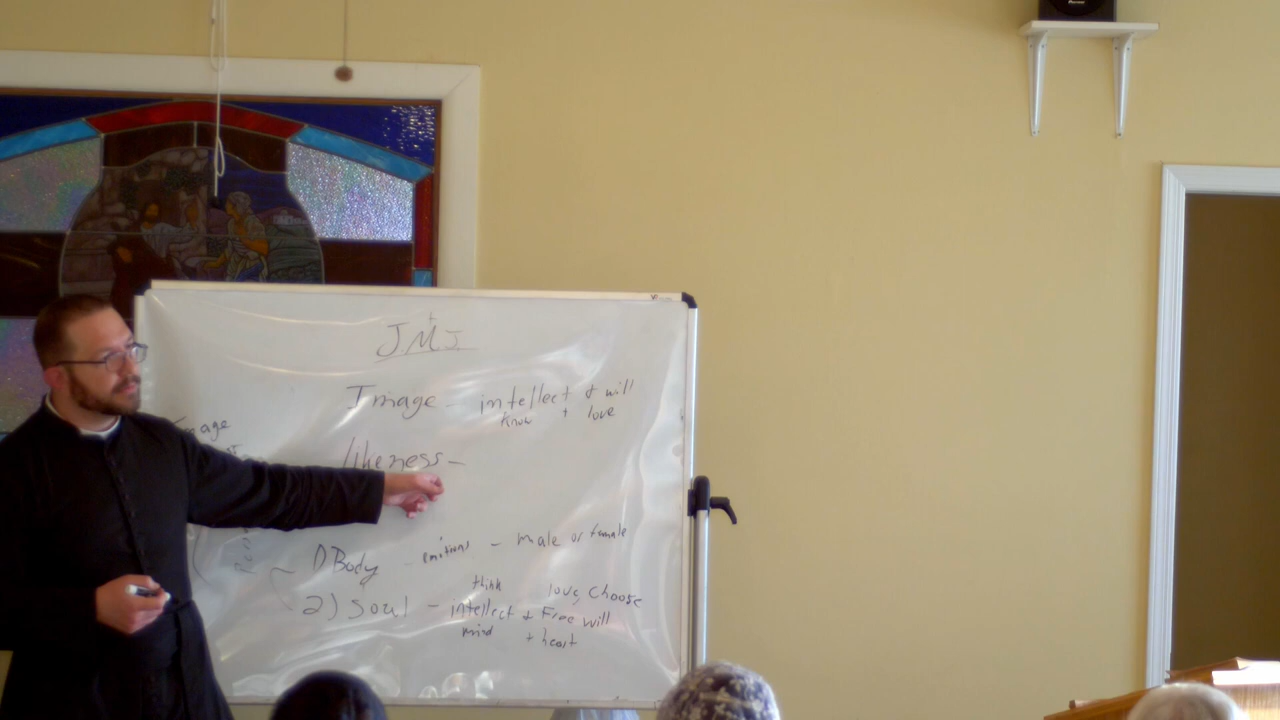 JMJ
Image - intellect + will
know + love
likeness -
1) Body - emitions - male or female
think love, choose
2) soul - intellect + Free will
mind + heart